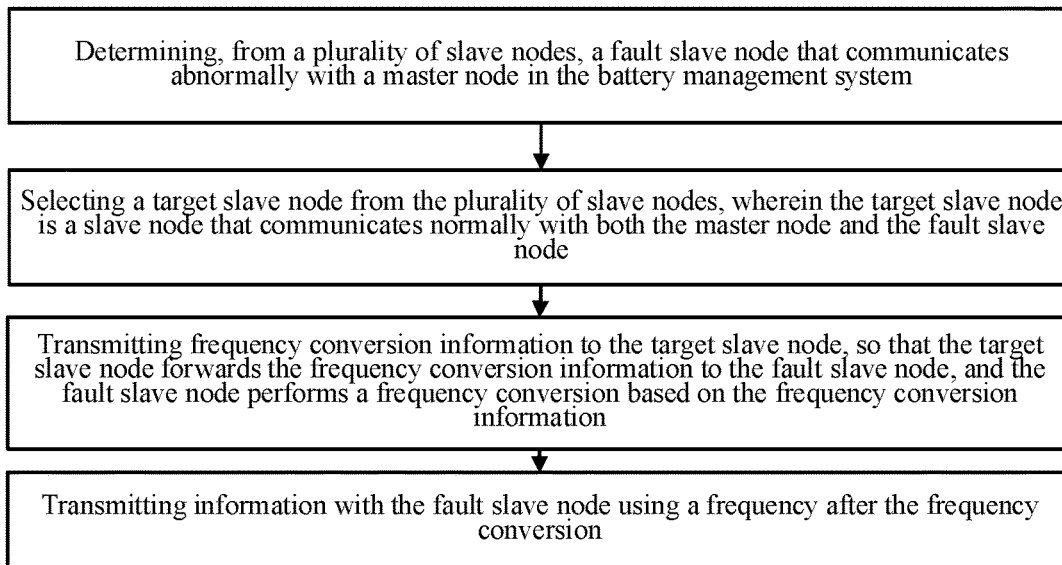 Determining, from a plurality of slave nodes, a fault slave node that communicates
abnormally with a master node in the battery management system
Selecting a target slave node from the plurality of slave nodes, wherein the target slave node
is a slave node that communicates normally with both the master node and the fault slave
node
Transmitting frequency conversion information to the target slave node, so that the target
slave node forwards the frequency conversion information to the fault slave node, and the
fault slave node performs a frequency conversion based on the frequency conversion
information
Transmitting information with the fault slave node using a frequency after the frequency
conversion